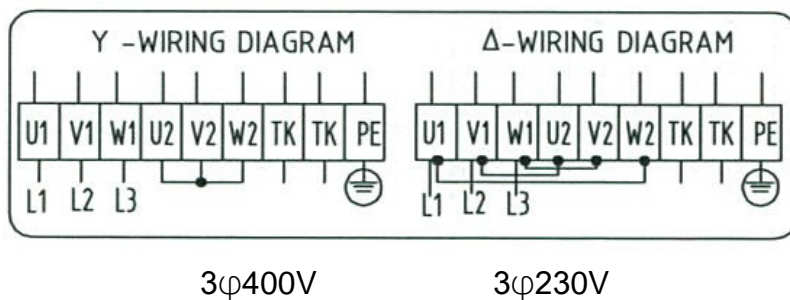 Y -WIRING DIAGRAM
U1 V1 W1 U2 V2 W2 TK TK PE
L1 L2 L3
Δ-WIRING DIAGRAM
U1 V1 W1 U2 V2 W2 TK TK PE
L1 L2 L3
3φ400V
3φ230V